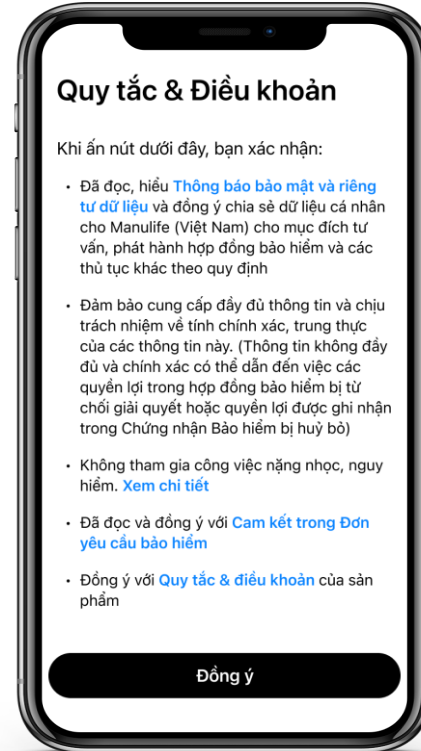 Quy tắc & Điều khoản
Khi ấn nút dưới đây, bạn xác nhận:
• Đã đọc, hiểu Thông báo bảo mật và riêng
tư dữ liệu và đồng ý chia sẻ dữ liệu cá nhân
cho Manulife (Việt Nam) cho mục đích tư
vấn, phát hành hợp đồng bảo hiểm và các
thủ tục khác theo quy định
• Đảm bảo cung cấp đầy đủ thông tin và chịu
trách nhiệm về tính chính xác, trung thực
của các thông tin này. (Thông tin không đầy
đủ và chính xác có thể dẫn đến việc các
quyền lợi trong hợp đồng bảo hiểm bị từ
chối giải quyết hoặc quyền lợi được ghi nhận
trong Chứng nhận Bảo hiểm bị huỷ bỏ)
• Không tham gia công việc nặng nhọc, nguy
hiểm. Xem chi tiết
• Đã đọc và đồng ý với Cam kết trong Đơn
yêu cầu bảo hiểm
• Đồng ý với Quy tắc & điều khoản của sản
phẩm
Đồng ý